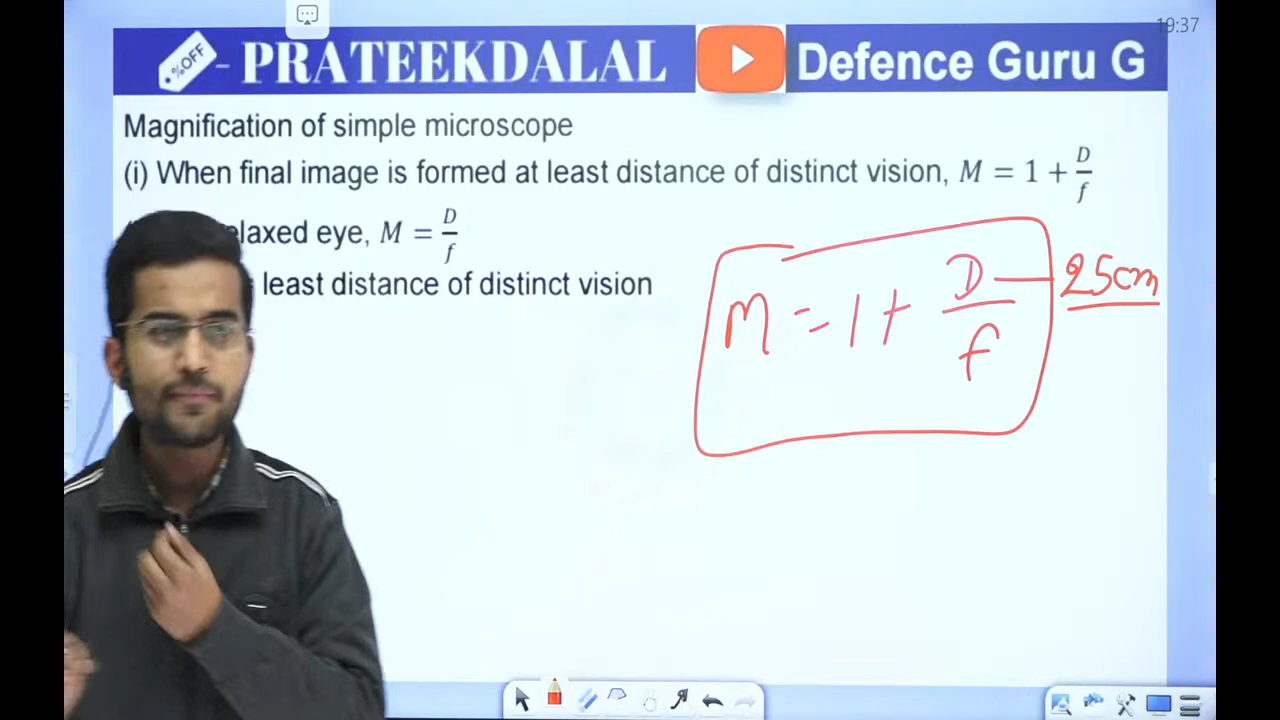 19:37
%OFF - PRATEEKDALAL Defence Guru G
Magnification of simple microscope
(i) When final image is formed at least distance of distinct vision, M = 1 + D/f
laxed eye, M = D/f
least distance of distinct vision
M = 1 + D/f 25cm